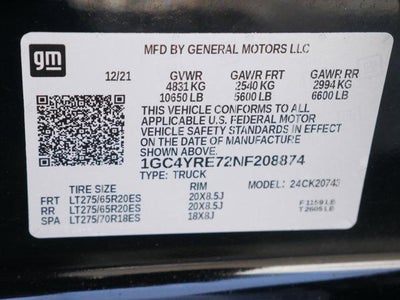 gm
MFD BY GENERAL MOTORS LLC
12/21 GVWR GAWR FRT GAWR RR
4831 KG 2540 KG 2994 KG
10650 LB 5600 LB 6600 LB
THIS VEHICLE CONFORMS TO ALL
APPLICABLE U.S. FEDERAL MOTOR
VEHICLE SAFETY STANDARDS IN EFFECT
ON THE DATE OF MANUFACTURE
SHOWN ABOVE.
1GC4YRE72NF208874
TYPE: TRUCK
TIRE SIZE RIM MODEL: 24CK20743
FRT LT275/65R20ES 20X8.5J F1159LB
RR LT275/65R20ES 20X8.5J T2605LB
SP LT275/70R18ES 18X8J